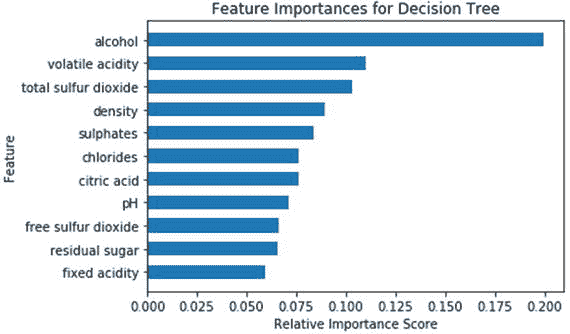 Feature Importances for Decision Tree
Feature
alcohol
volatile acidity
total sulfur dioxide
density
sulphates
chlorides
citric acid
pH
free sulfur dioxide
residual sugar
fixed acidity
0.000 0.025 0.050 0.075 0.100 0.125 0.150 0.175 0.200
Relative Importance Score